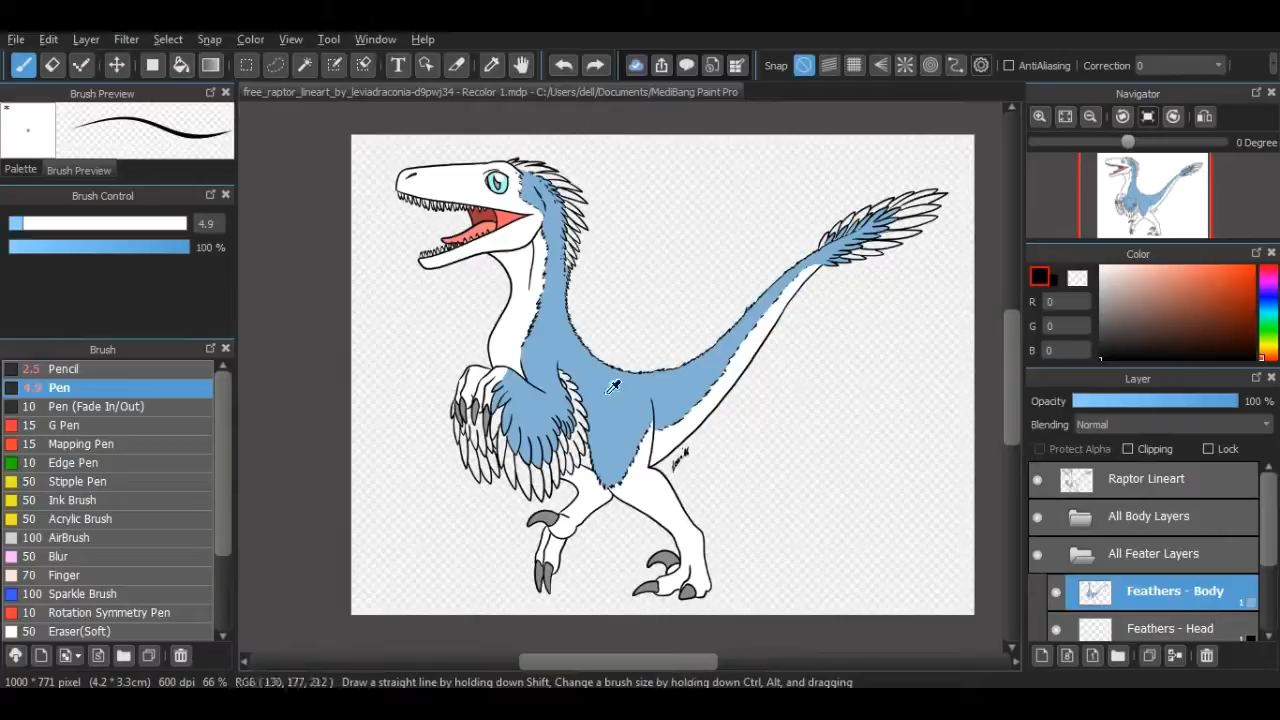 File Edit Layer Filter Select Snap Color View Tool Window Help
Snap AntiAliasing Correction 0
Brush Preview
free_raptor_lineart_by_leviadraconia-d9pwj34 - Recolor 1.mdp - C:/Users/dell/Documents/MediBang Paint Pro
Navigator
*
0 Degree
Palette Brush Preview
Brush Control
4.9
100 %
Color
R 0
G 0
B 0
Brush
2.5 Pencil
4.9 Pen
10 Pen (Fade In/Out)
15 G Pen
15 Mapping Pen
10 Edge Pen
50 Stipple Pen
50 Ink Brush
50 Acrylic Brush
100 AirBrush
50 Blur
70 Finger
100 Sparkle Brush
10 Rotation Symmetry Pen
50 Eraser(Soft)
Layer
Opacity 100 %
Blending Normal
Protect Alpha Clipping Lock
Raptor Lineart
All Body Layers
All Feater Layers
Feathers - Body
1
Feathers - Head
1
1000 * 771 pixel (4.2 * 3.3cm) 600 dpi 66 % RGB (130, 177, 212) Draw a straight line by holding down Shift, Change a brush size by holding down Ctrl, Alt, and dragging